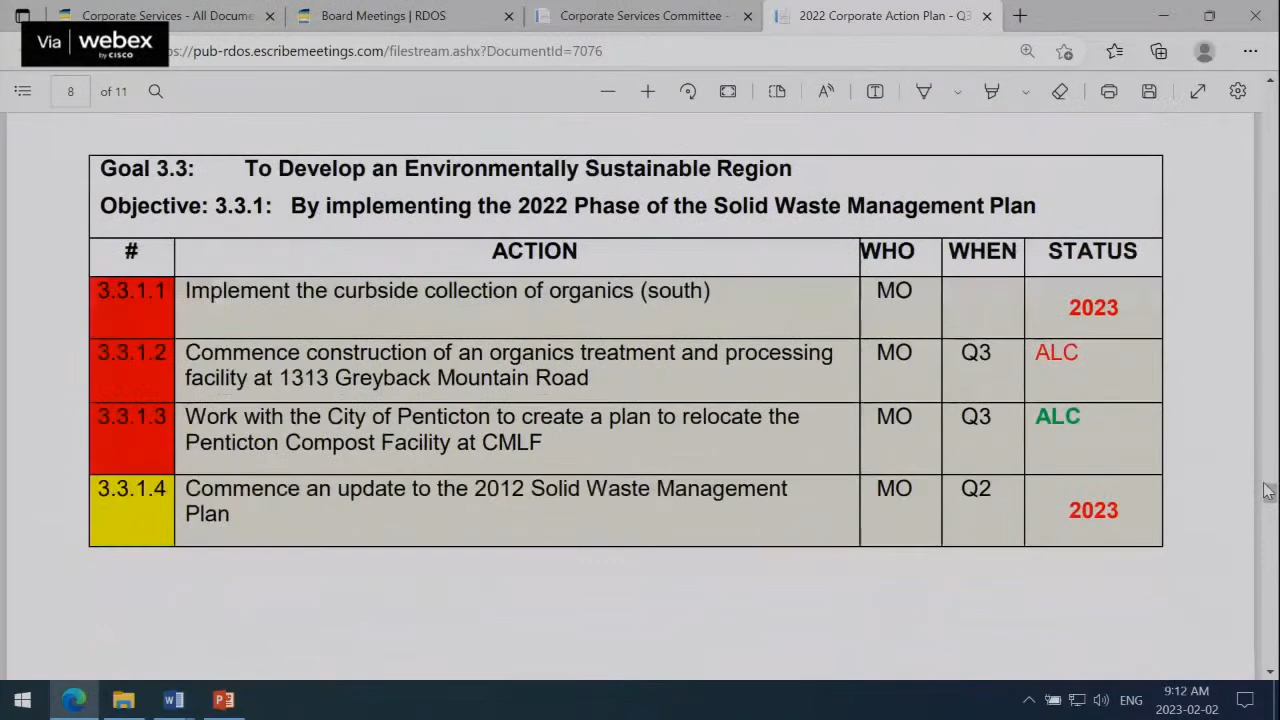 Corporate Services - All Docume
Board Meetings | RDOS
Corporate Services Committee -
2022 Corporate Action Plan - Q3
Via webex
by CISCO
s://pub-rdos.escribemeetings.com/filestream.ashx?DocumentId=7076
8 of 11
Goal 3.3: To Develop an Environmentally Sustainable Region
Objective: 3.3.1: By implementing the 2022 Phase of the Solid Waste Management Plan
# ACTION WHO WHEN STATUS
3.3.1.1 Implement the curbside collection of organics (south) MO
2023
3.3.1.2 Commence construction of an organics treatment and processing MO Q3 ALC
facility at 1313 Greyback Mountain Road
3.3.1.3 Work with the City of Penticton to create a plan to relocate the MO Q3 ALC
Penticton Compost Facility at CMLF
3.3.1.4 Commence an update to the 2012 Solid Waste Management MO Q2
Plan 2023
ENG
9:12 AM
2023-02-02